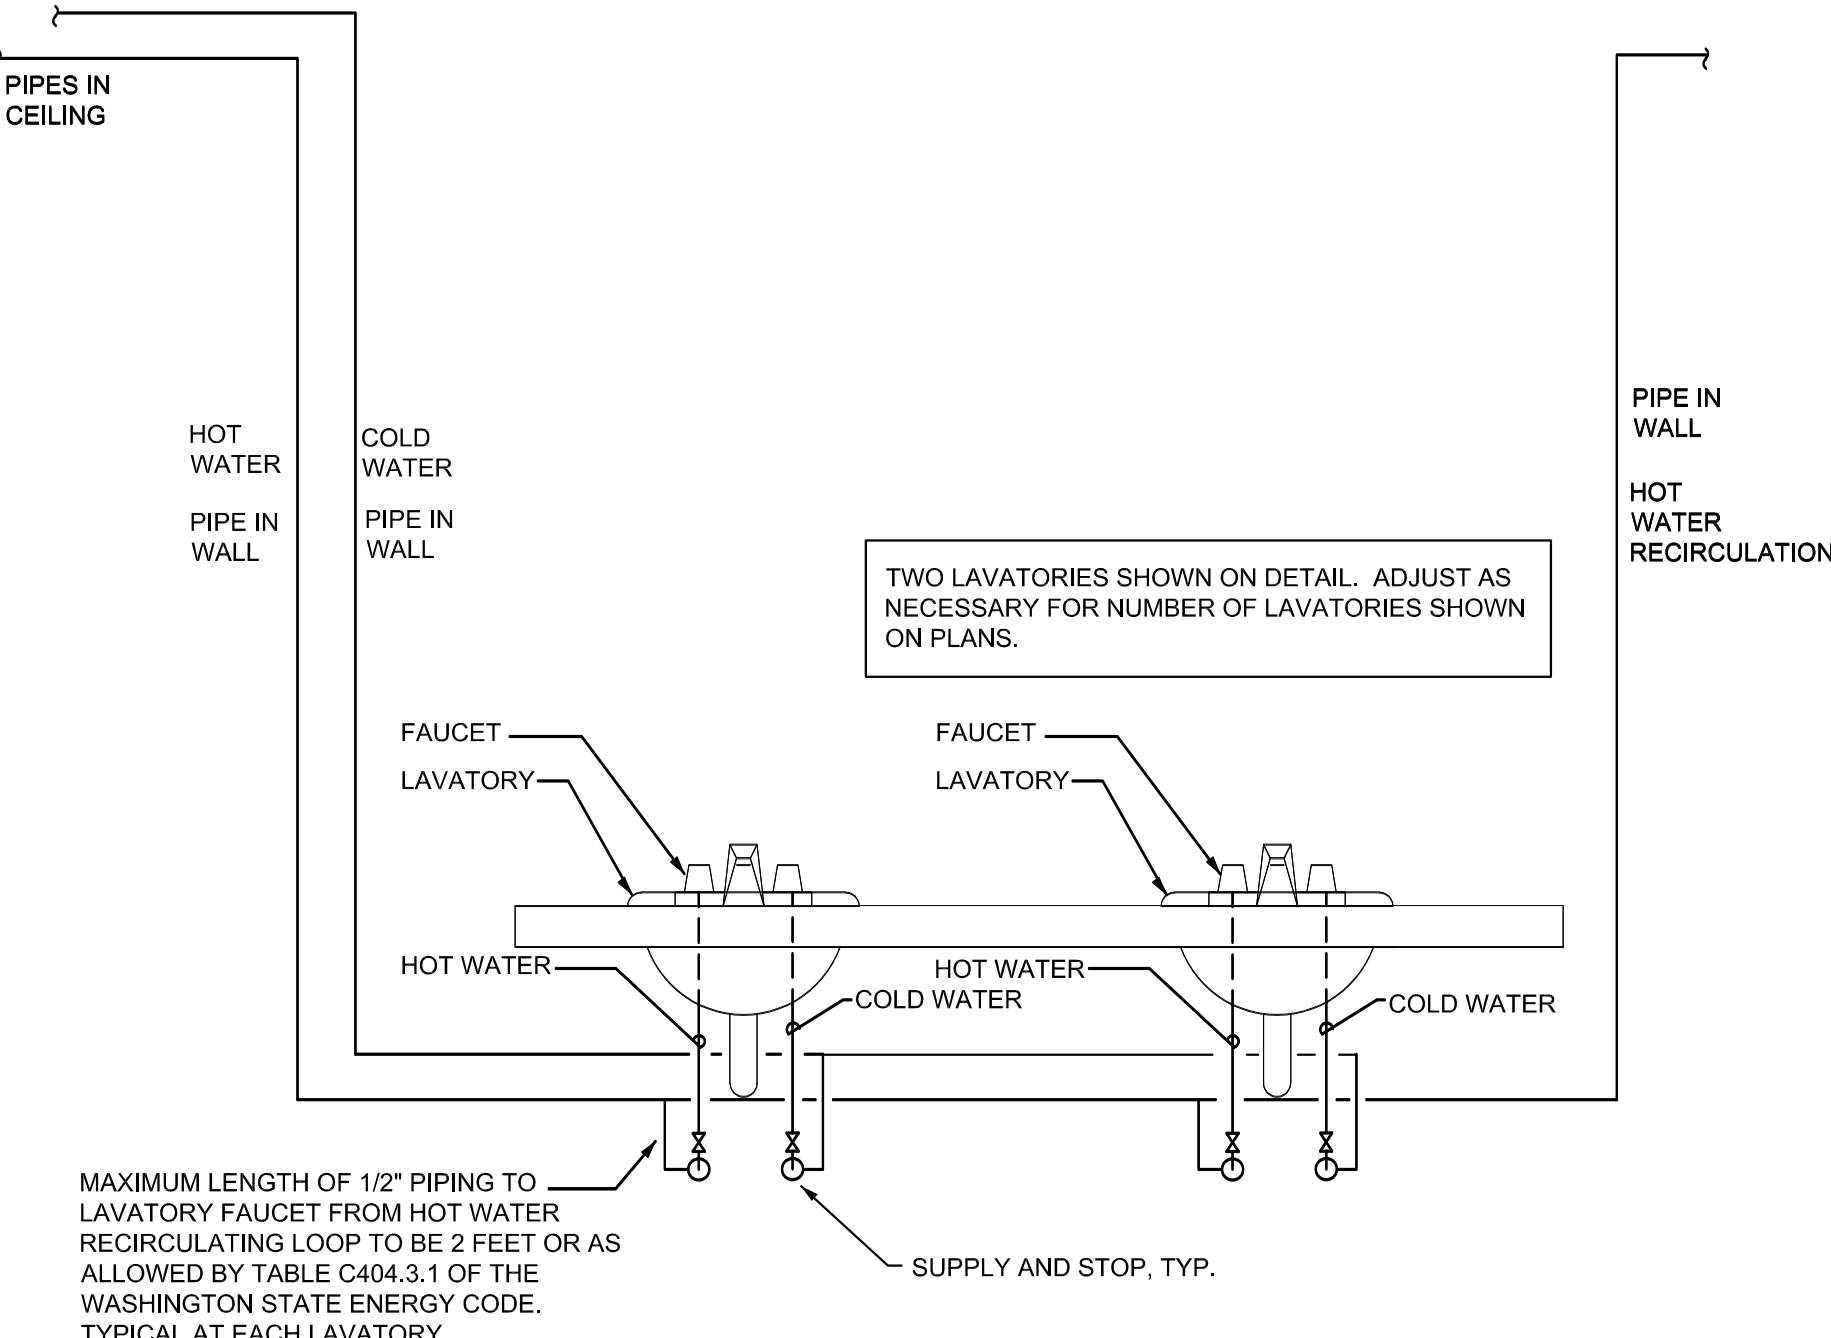 PIPES IN
CEILING
HOT
WATER
PIPE IN
WALL
COLD
WATER
PIPE IN
WALL
PIPE IN
WALL
HOT
WATER
RECIRCULATION
TWO LAVATORIES SHOWN ON DETAIL.  ADJUST AS
NECESSARY FOR NUMBER OF LAVATORIES SHOWN
ON PLANS.
FAUCET
LAVATORY
FAUCET
LAVATORY
HOT WATER
COLD WATER
HOT WATER
COLD WATER
MAXIMUM LENGTH OF 1/2" PIPING TO
LAVATORY FAUCET FROM HOT WATER
RECIRCULATING LOOP TO BE 2 FEET OR AS
ALLOWED BY TABLE C404.3.1 OF THE
WASHINGTON STATE ENERGY CODE.
TYPICAL AT EACH LAVATORY
SUPPLY AND STOP, TYP.